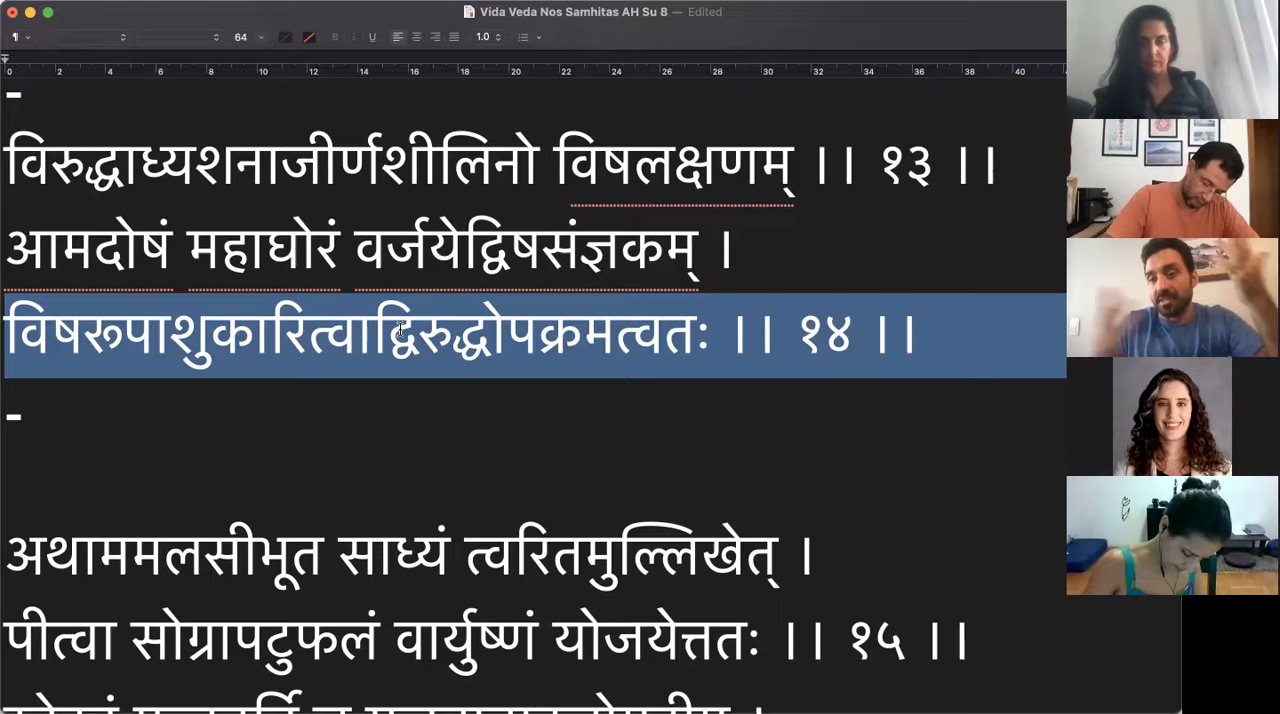 Vida Veda Nos Samhitas AH Su 8 — Edited
¶ 64 B I U 1.0
0 2 4 6 8 10 12 14 16 18 20 22 24 26 28 30 32 34 36 38 40
-
विरुद्धाध्यशनाजीर्णशीलिनो विषलक्षणम् ।। १३ ।।
आमदोषं महाघोरं वर्जयेद्विषसंज्ञकम् ।
विषरूपाशुकारित्वाद्विरुद्धोपक्रमत्वतः ।। १४ ।।
-
अथाममलसीभूत साध्यं त्वरितमुल्लिखेत् ।
पीत्वा सोग्रापटुफलं वार्युष्णं योजयेत्ततः ।। १५ ।।